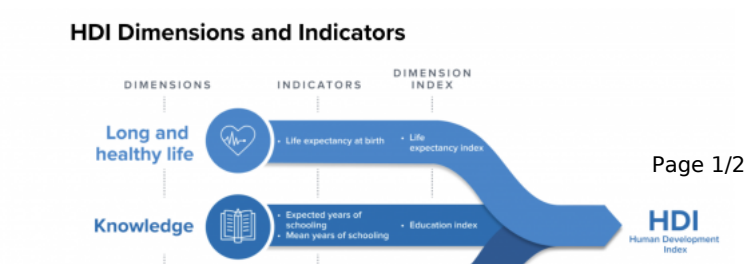 HDI Dimensions and Indicators
DIMENSIONS
INDICATORS
DIMENSION
INDEX
Long and
healthy life
• Life expectancy at birth
• Life
expectancy index
Page 1/2
Knowledge
• Expected years of
schooling
• Mean years of schooling
• Education index
HDI
Human Development
Index